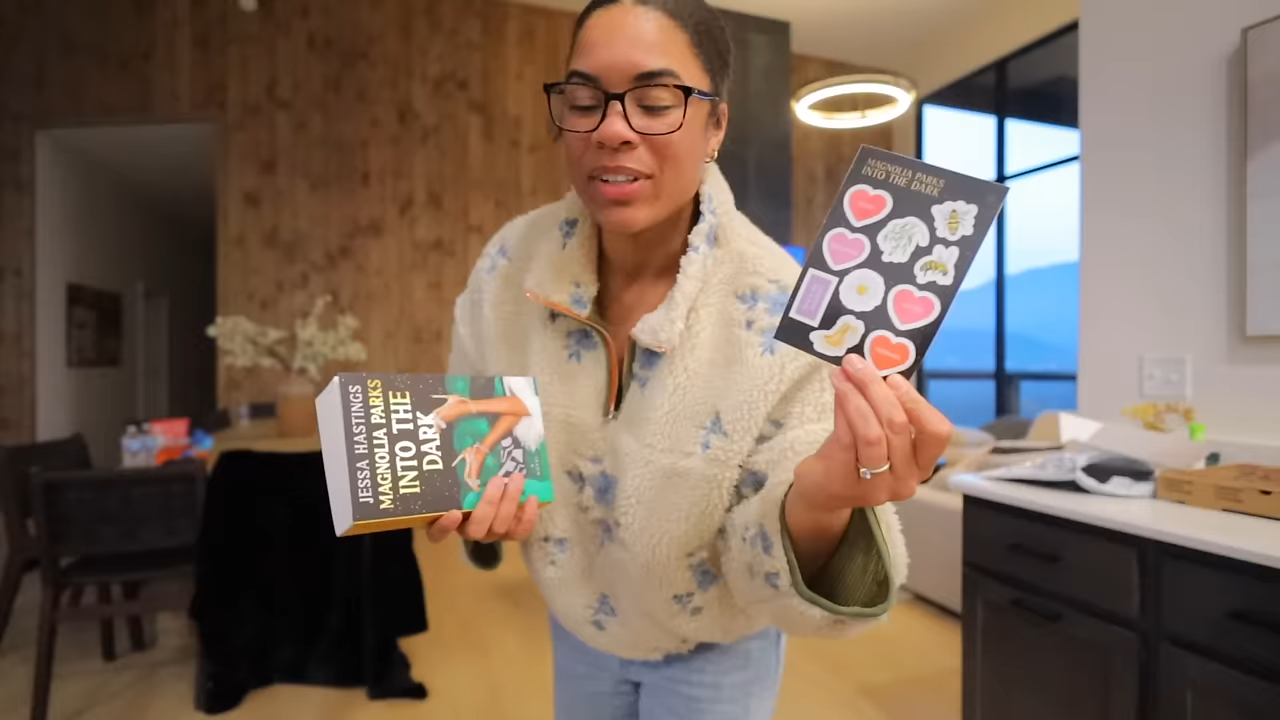 JESSA HASTINGS
MAGNOLIA PARKS
INTO THE
DARK
MAGNOLIA PARKS
INTO THE DARK